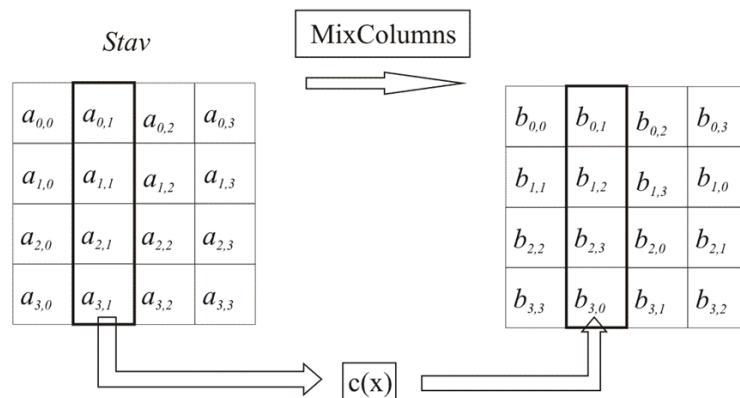 MixColumns
Stav
a0,0 a0,1 a0,2 a0,3
a1,0 a1,1 a1,2 a1,3
a2,0 a2,1 a2,2 a2,3
a3,0 a3,1 a3,2 a3,3
b0,0 b0,1 b0,2 b0,3
b1,1 b1,2 b1,3 b1,0
b2,2 b2,3 b2,0 b2,1
b3,3 b3,0 b3,1 b3,2
c(x)